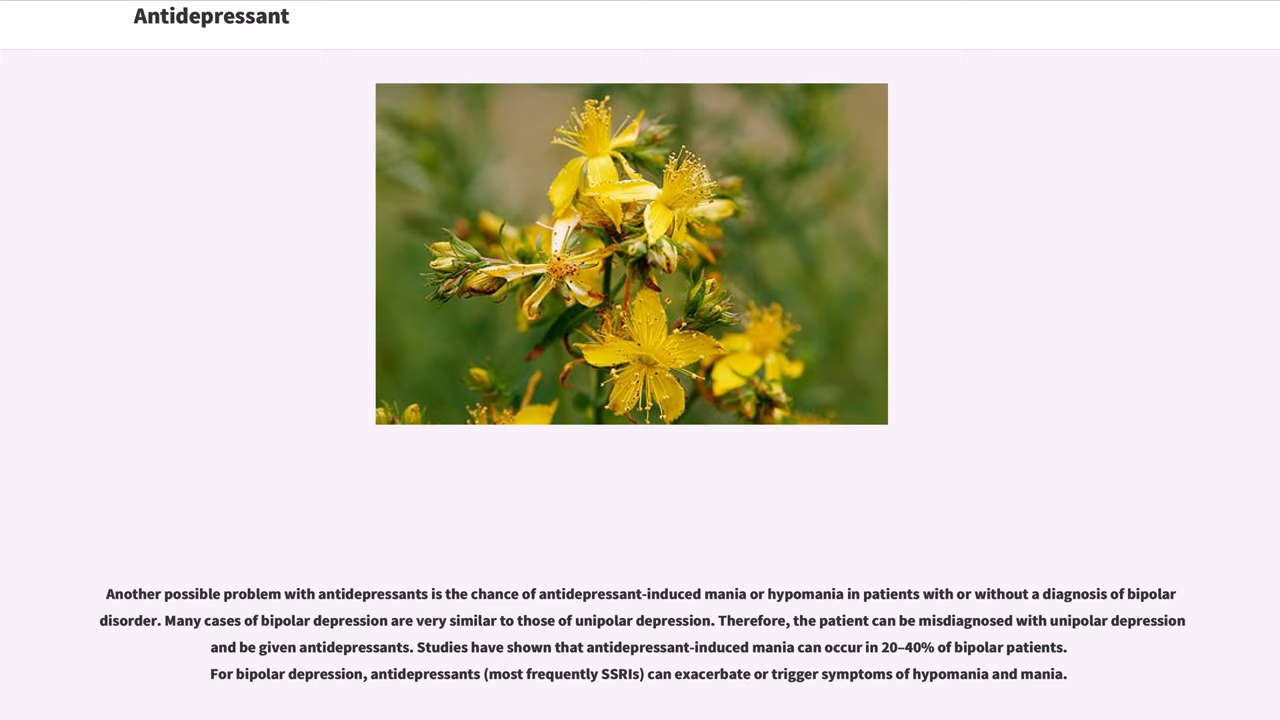 Antidepressant
Another possible problem with antidepressants is the chance of antidepressant-induced mania or hypomania in patients with or without a diagnosis of bipolar
disorder. Many cases of bipolar depression are very similar to those of unipolar depression. Therefore, the patient can be misdiagnosed with unipolar depression
and be given antidepressants. Studies have shown that antidepressant-induced mania can occur in 20–40% of bipolar patients.
For bipolar depression, antidepressants (most frequently SSRIs) can exacerbate or trigger symptoms of hypomania and mania.